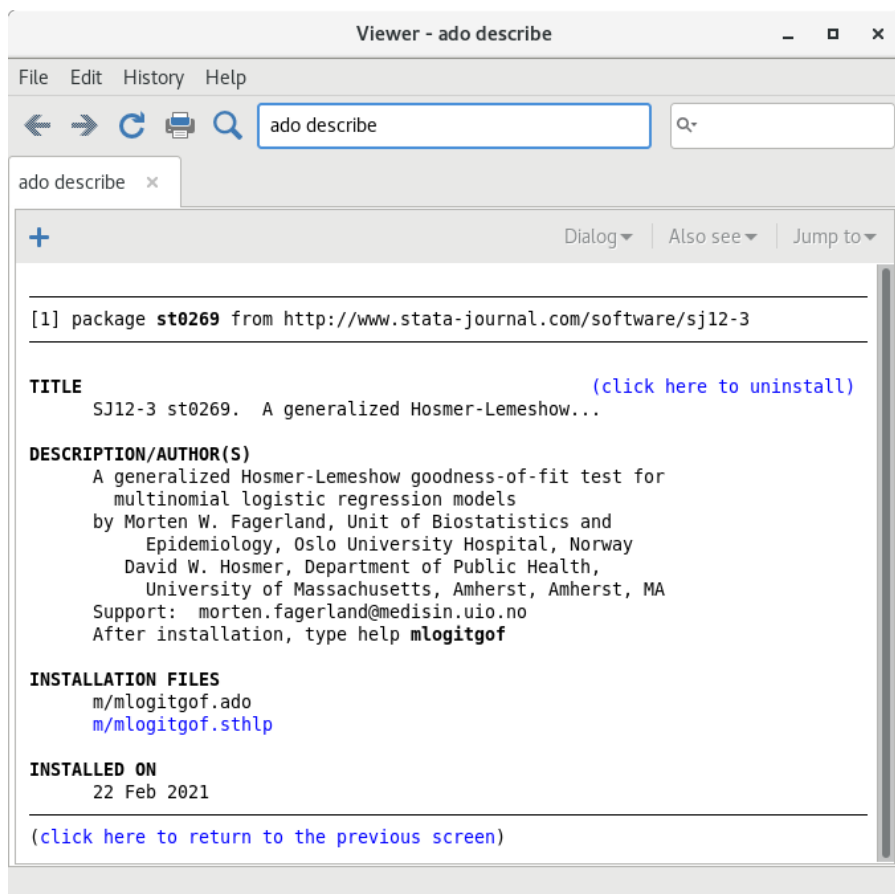 Viewer - ado describe
File Edit History Help
ado describe
ado describe
Dialog Also see Jump to
[1] package st0269 from http://www.stata-journal.com/software/sj12-3
TITLE (click here to uninstall)
SJ12-3 st0269. A generalized Hosmer-Lemeshow...
DESCRIPTION/AUTHOR(S)
A generalized Hosmer-Lemeshow goodness-of-fit test for
multinomial logistic regression models
by Morten W. Fagerland, Unit of Biostatistics and
Epidemiology, Oslo University Hospital, Norway
David W. Hosmer, Department of Public Health,
University of Massachusetts, Amherst, Amherst, MA
Support: morten.fagerland@medisin.uio.no
After installation, type help mlogitgof
INSTALLATION FILES
m/mlogitgof.ado
m/mlogitgof.sthlp
INSTALLED ON
22 Feb 2021
(click here to return to the previous screen)